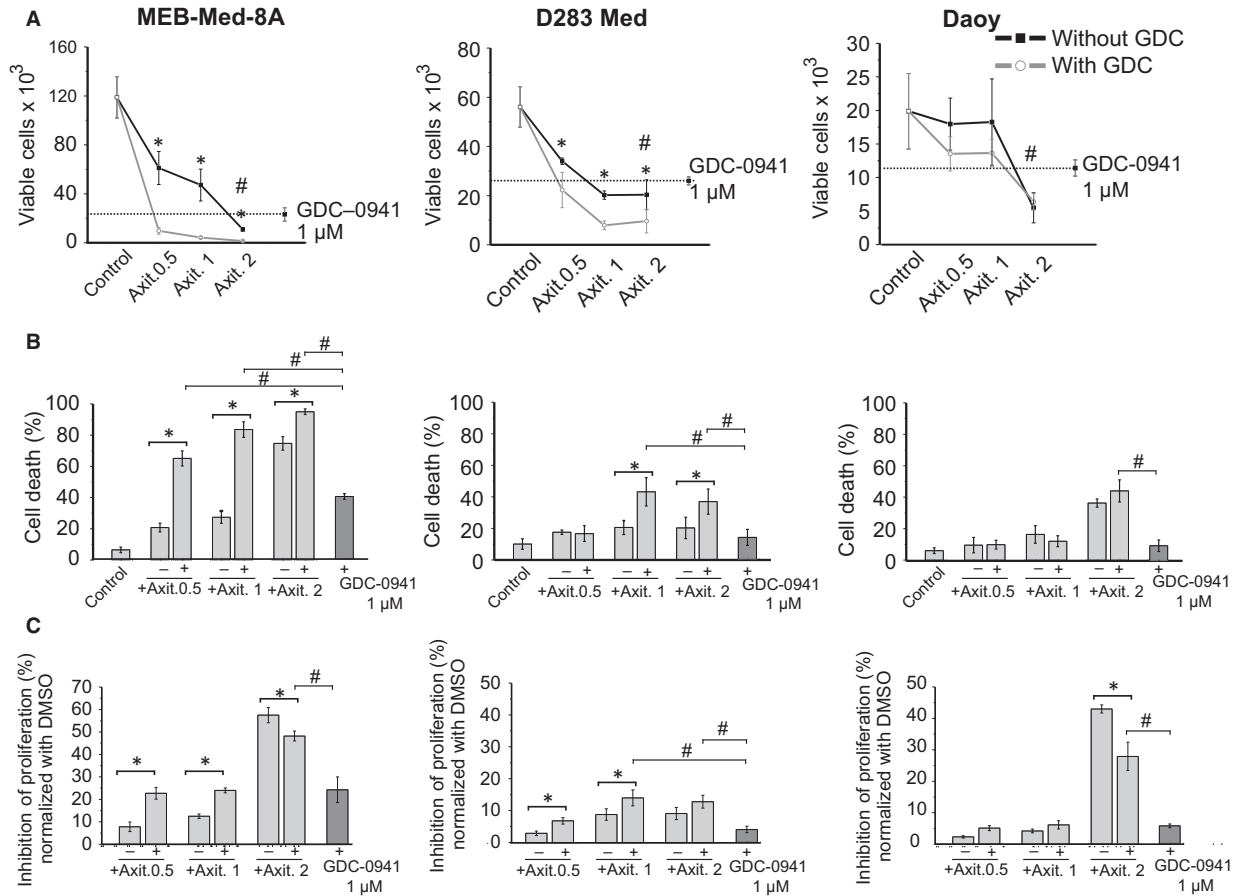 A
MEB-Med-8A
D283 Med
Daoy
Without GDC
With GDC
Viable cells x 10³
160
120
80
40
0
*
*
#
*
GDC–0941
1 µM
Control
Axit.0.5
Axit. 1
Axit. 2
Viable cells x 10³
80
60
40
20
0
*
*
#
*
GDC-0941
1 µM
Control
Axit.0.5
Axit. 1
Axit. 2
Viable cells x 10³
30
25
20
15
10
5
0
#
GDC-0941
1 µM
Control
Axit.0.5
Axit. 1
Axit. 2
B
Cell death (%)
100
80
60
40
20
0
#
#
#
*
*
*
– + – + – + +
Control
+Axit.0.5 +Axit. 1 +Axit. 2 GDC-0941
1 µM
Cell death (%)
100
80
60
40
20
0
#
#
*
*
– + – + – + +
Control
+Axit.0.5 +Axit. 1 +Axit. 2 GDC-0941
1 µM
Cell death (%)
100
80
60
40
20
0
#
– + – + – + +
Control
+Axit.0.5 +Axit. 1 +Axit. 2 GDC-0941
1 µM
C
Inhibition of proliferation (%)
normalized with DMSO
70
60
50
40
30
20
10
0
*
*
*
#
– + – + – + +
+Axit.0.5 +Axit. 1 +Axit. 2 GDC-0941
1 µM
Inhibition of proliferation (%)
normalized with DMSO
50
40
30
20
10
0
*
*
#
#
– + – + – + +
+Axit.0.5 +Axit. 1 +Axit. 2 GDC-0941
1 µM
Inhibition of proliferation (%)
normalized with DMSO
50
40
30
20
10
0
*
#
– + – + – + +
+Axit.0.5 +Axit. 1 +Axit. 2 GDC-0941
1 µM